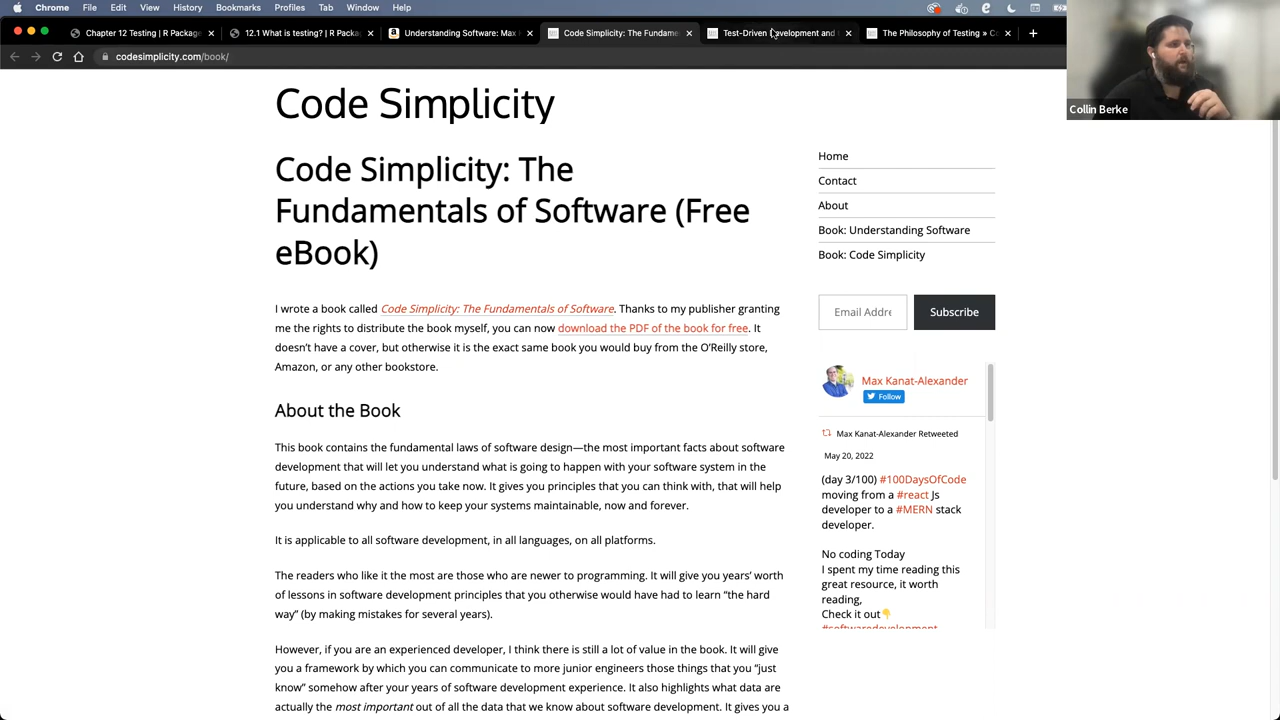 Chrome File Edit View History Bookmarks Profiles Tab Window Help
Chapter 12 Testing | R Package
12.1 What is testing? | R Packa
Understanding Software: Max
Code Simplicity: The Fundame
Test-Driven Development and
The Philosophy of Testing » Co
codesimplicity.com/book/
Collin Berke
Code Simplicity
Code Simplicity: The
Fundamentals of Software (Free
eBook)
I wrote a book called Code Simplicity: The Fundamentals of Software. Thanks to my publisher granting
me the rights to distribute the book myself, you can now download the PDF of the book for free. It
doesn't have a cover, but otherwise it is the exact same book you would buy from the O'Reilly store,
Amazon, or any other bookstore.
About the Book
This book contains the fundamental laws of software design—the most important facts about software
development that will let you understand what is going to happen with your software system in the
future, based on the actions you take now. It gives you principles that you can think with, that will help
you understand why and how to keep your systems maintainable, now and forever.
It is applicable to all software development, in all languages, on all platforms.
The readers who like it the most are those who are newer to programming. It will give you years' worth
of lessons in software development principles that you otherwise would have had to learn "the hard
way" (by making mistakes for several years).
However, if you are an experienced developer, I think there is still a lot of value in the book. It will give
you a framework by which you can communicate to more junior engineers those things that you "just
know" somehow after your years of software development experience. It also highlights what data are
actually the most important out of all the data that we know about software development. It gives you a
Home
Contact
About
Book: Understanding Software
Book: Code Simplicity
Email Addre
Subscribe
Max Kanat-Alexander
Follow
Max Kanat-Alexander Retweeted
May 20, 2022
(day 3/100) #100DaysOfCode
moving from a #react Js
developer to a #MERN stack
developer.
No coding Today
I spent my time reading this
great resource, it worth
reading,
Check it out👇
#softwaredevelopment